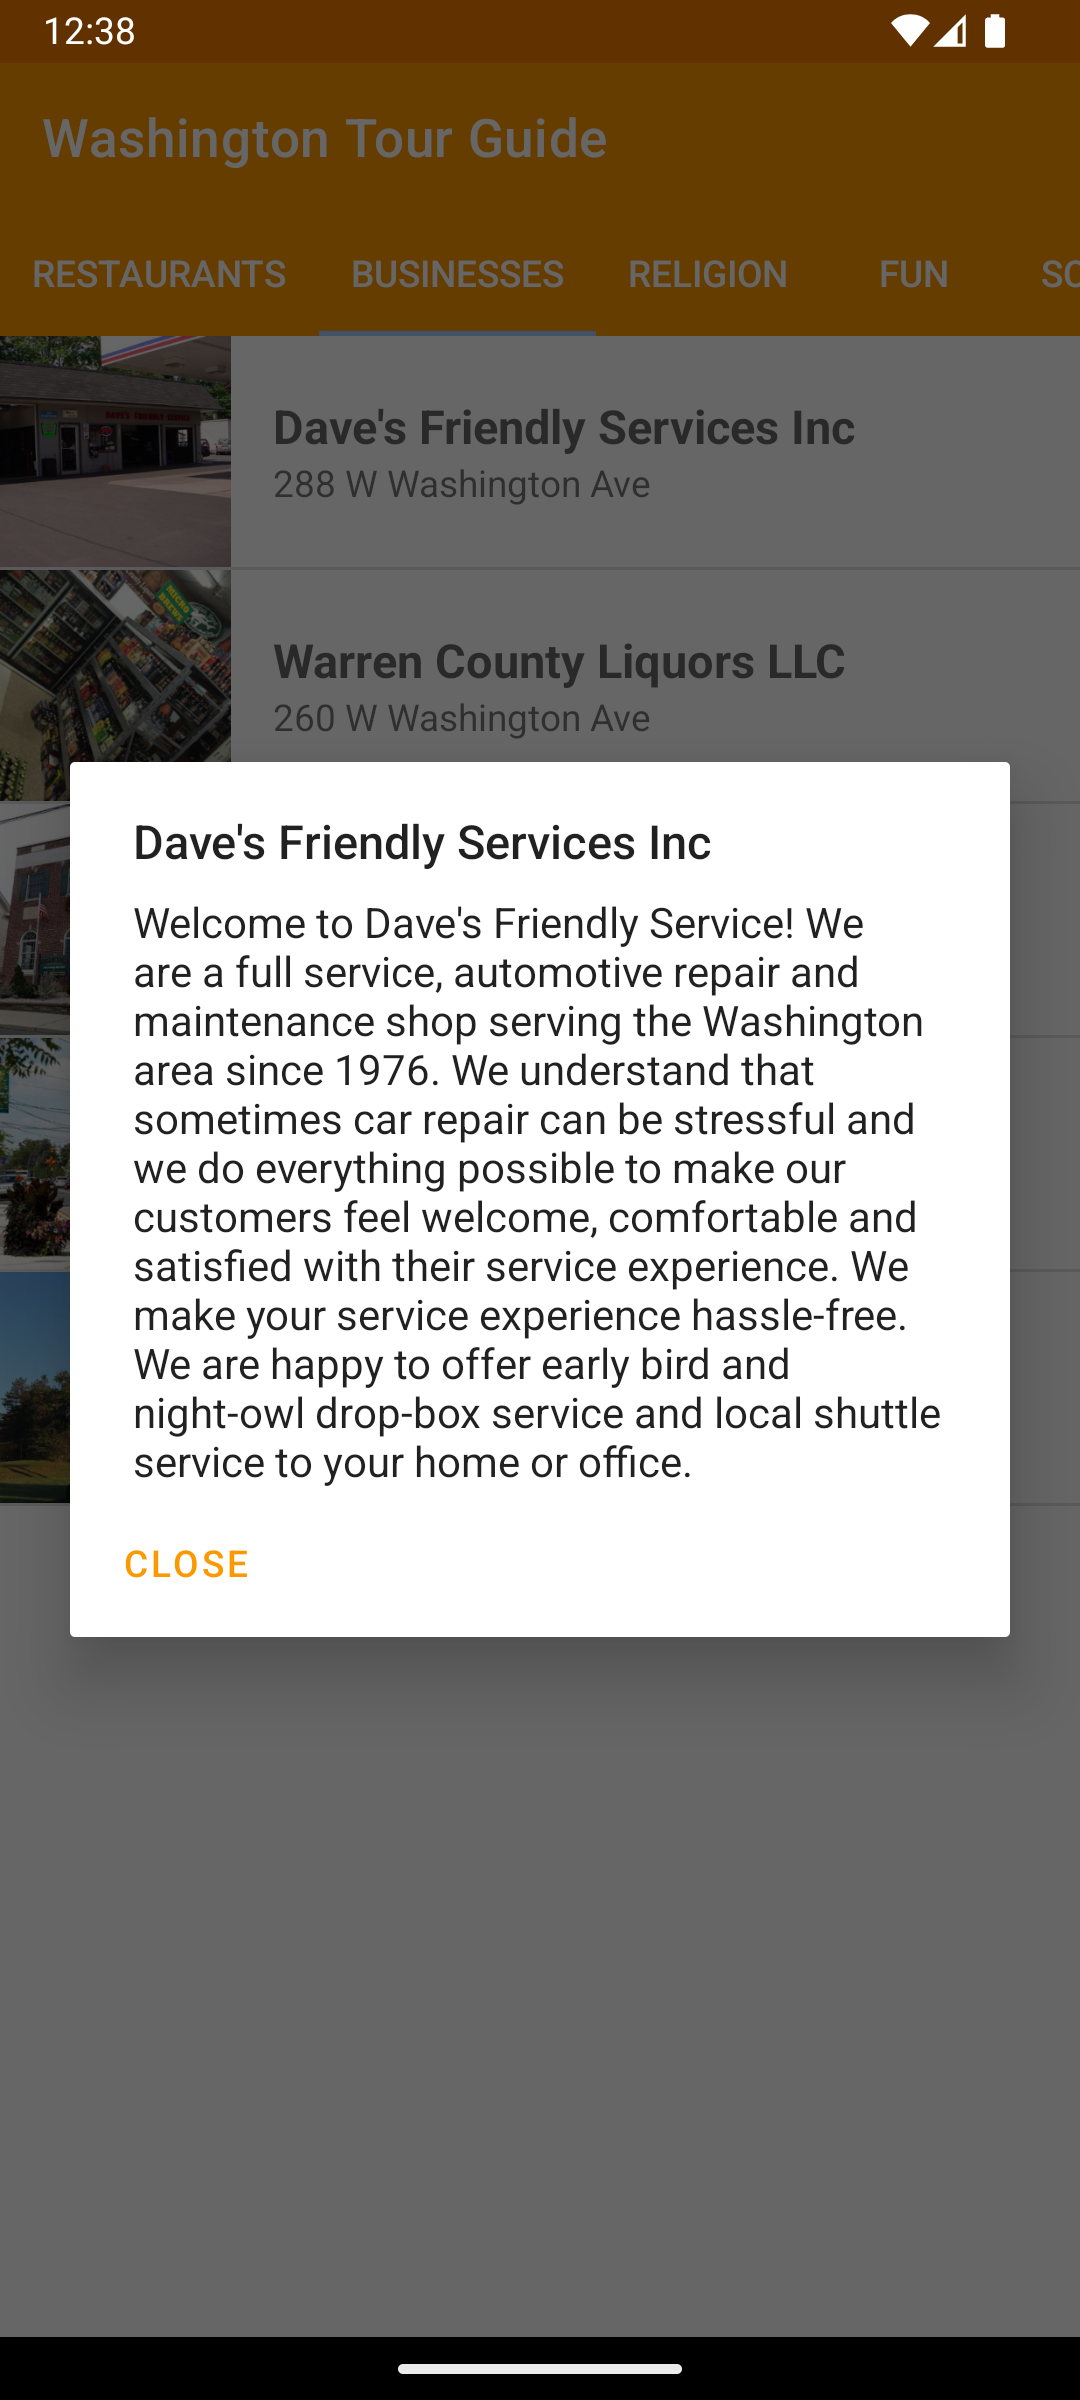 12:38
Washington Tour Guide
RESTAURANTS BUSINESSES RELIGION FUN SC
Dave's Friendly Services Inc
288 W Washington Ave
MICRO
BREWS
Warren County Liquors LLC
260 W Washington Ave
Dave's Friendly Services Inc
Welcome to Dave's Friendly Service! We
are a full service, automotive repair and
maintenance shop serving the Washington
area since 1976. We understand that
sometimes car repair can be stressful and
we do everything possible to make our
customers feel welcome, comfortable and
satisfied with their service experience. We
make your service experience hassle-free.
We are happy to offer early bird and
night-owl drop-box service and local shuttle
service to your home or office.
CLOSE